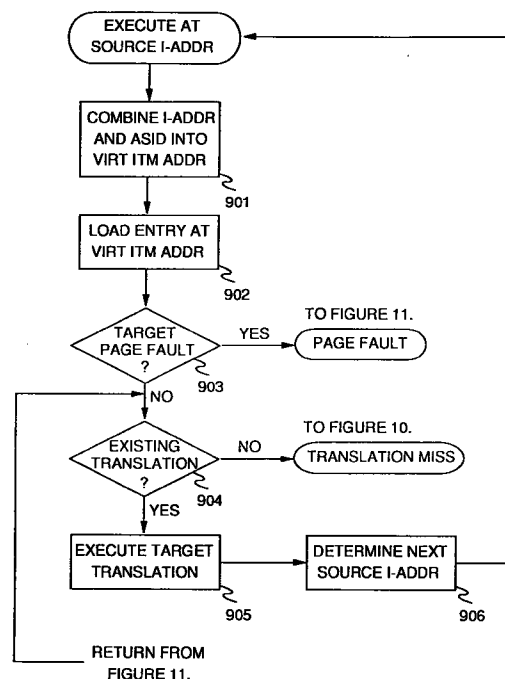 EXECUTE AT
SOURCE I-ADDR
COMBINE I-ADDR
AND ASID INTO
VIRT ITM ADDR
901
LOAD ENTRY AT
VIRT ITM ADDR
902
TARGET
PAGE FAULT
?
903
YES
TO FIGURE 11.
PAGE FAULT
NO
EXISTING
TRANSLATION
?
904
NO
TO FIGURE 10.
TRANSLATION MISS
YES
EXECUTE TARGET
TRANSLATION
905
DETERMINE NEXT
SOURCE I-ADDR
906
RETURN FROM
FIGURE 11.